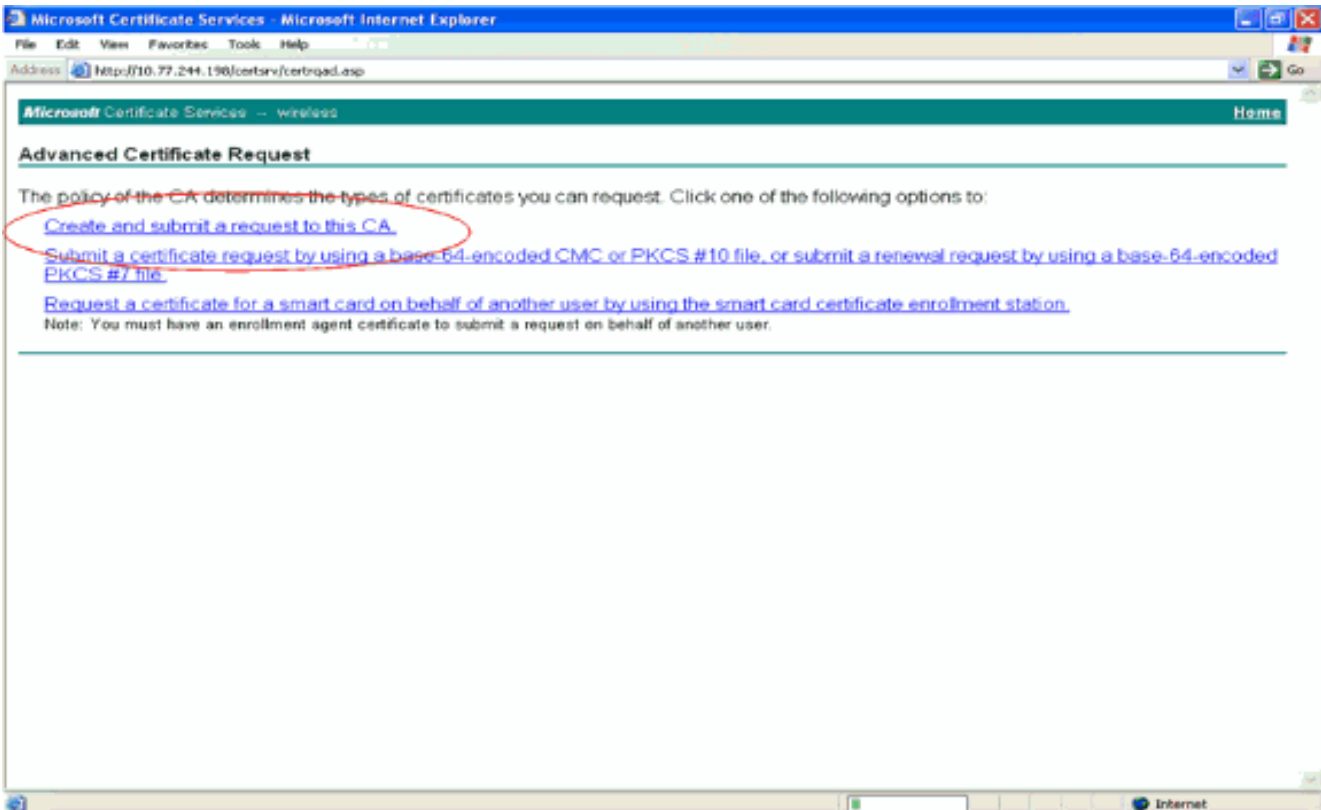 Microsoft Certificate Services - Microsoft Internet Explorer
File Edit View Favorites Tools Help
Address http://10.77.244.198/certsrv/certrqad.asp Go
Microsoft Certificate Services -- wireless Home
Advanced Certificate Request
The policy of the CA determines the types of certificates you can request. Click one of the following options to:
Create and submit a request to this CA.
Submit a certificate request by using a base-64-encoded CMC or PKCS #10 file, or submit a renewal request by using a base-64-encoded
PKCS #7 file.
Request a certificate for a smart card on behalf of another user by using the smart card certificate enrollment station.
Note: You must have an enrollment agent certificate to submit a request on behalf of another user.
Internet